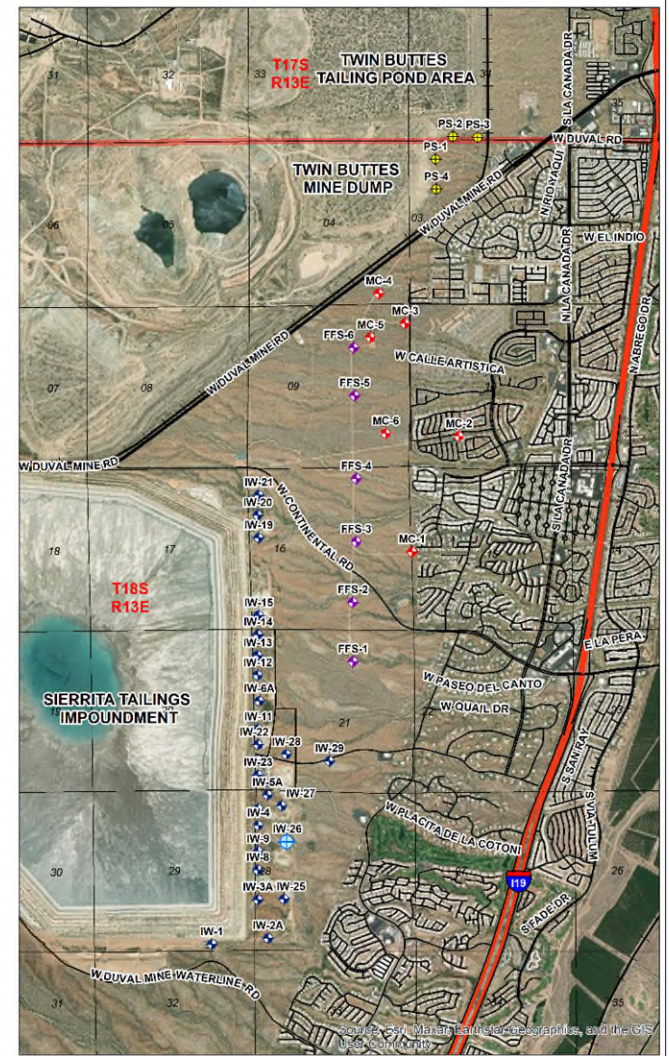 31
32
33
T17S
R13E
TWIN BUTTES
TAILING POND AREA
34
35
S LA CANADA DR
PS-2 PS-3
W DUVAL RD
PS-1
PS-4
TWIN BUTTES
MINE DUMP
N RIO YAQUI
W DUVAL MINE RD
06
05
04
03
W EL INDIO
N LA CANADA DR
N ABREGO DR
MC-4
MC-3
MC-5
FFS-6
W CALLE ARTISTICA
W DUVAL MINE RD
07
08
09
FFS-5
MC-6
MC-2
W DUVAL MINE RD
FFS-4
S LA CANADA DR
IW-21
IW-20
IW-19
W CONTINENTAL RD
FFS-3
MC-1
18
17
16
14
T18S
R13E
FFS-2
IW-15
IW-14
IW-13
IW-12
FFS-1
E LA PERA
W PASEO DEL CANTO
IW-6A
W QUAIL DR
SIERRITA TAILINGS
IMPOUNDMENT
IW-11
21
22
IW-22
IW-28
IW-29
IW-23
S SAN RAY
IW-5A
IW-27
S VIA TULUM
IW-4
W PLACITA DE LA COTONI
IW-26
IW-9
IW-8
30
29
28
26
I19
IW-3A
IW-25
S FADE DR
IW-1
IW-2A
W DUVAL MINE WATERLINE RD
31
32
33
34
35
Source: Esri, Maxar, Earthstar Geographics, and the GIS
User Community